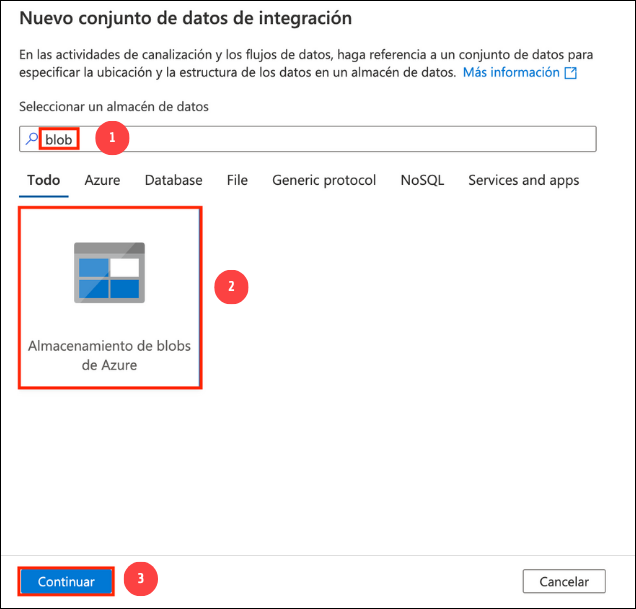 Nuevo conjunto de datos de integración
En las actividades de canalización y los flujos de datos, haga referencia a un conjunto de datos para
especificar la ubicación y la estructura de los datos en un almacén de datos. Más información
Seleccionar un almacén de datos
blob 1
Todo Azure Database File Generic protocol NoSQL Services and apps
2
Almacenamiento de blobs
de Azure
Continuar 3 Cancelar